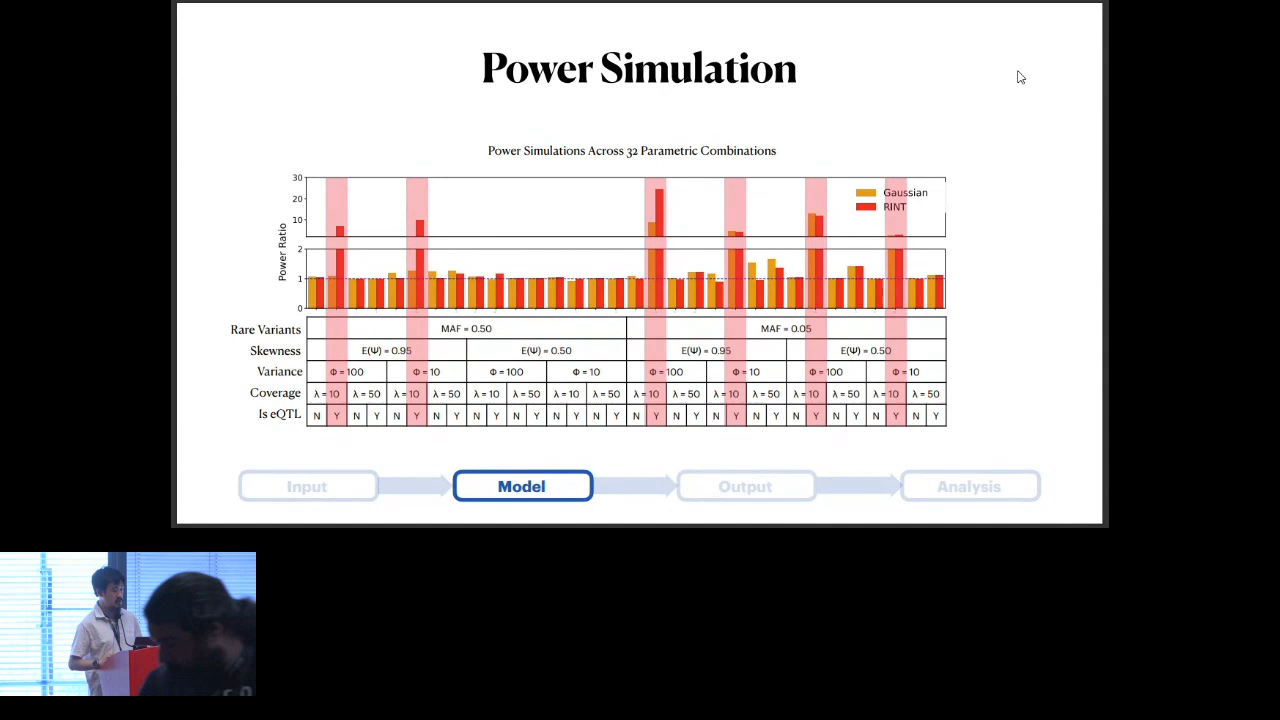 Power Simulation
Power Simulations Across 32 Parametric Combinations
Power Ratio
30
20
10
2
1
0
Gaussian
RINT
Rare Variants MAF = 0.50 MAF = 0.05
Skewness E(Ψ) = 0.95 E(Ψ) = 0.50 E(Ψ) = 0.95 E(Ψ) = 0.50
Variance Φ = 100 Φ = 10 Φ = 100 Φ = 10 Φ = 100 Φ = 10 Φ = 100 Φ = 10
Coverage λ = 10 λ = 50 λ = 10 λ = 50 λ = 10 λ = 50 λ = 10 λ = 50 λ = 10 λ = 50 λ = 10 λ = 50 λ = 10 λ = 50 λ = 10 λ = 50
Is eQTL N Y N Y N Y N Y N Y N Y N Y N Y N Y N Y N Y N Y N Y N Y N Y N Y
Input Model Output Analysis